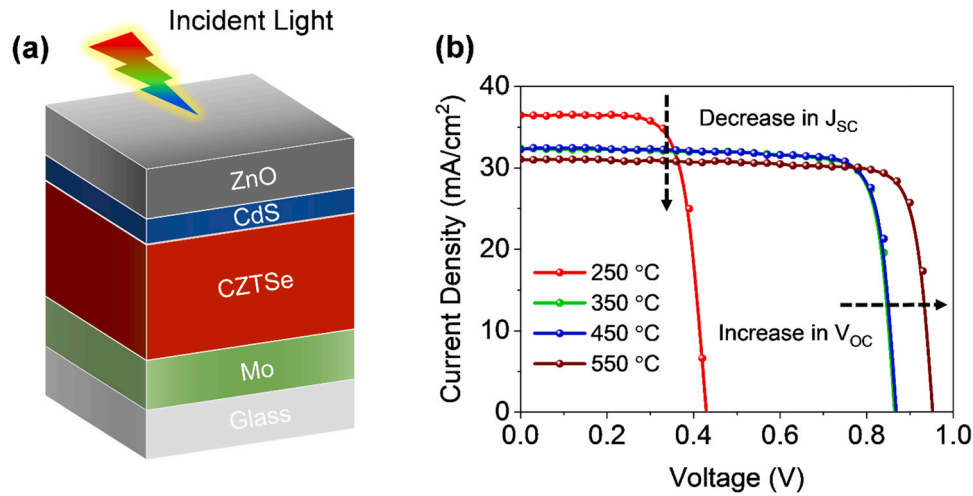 (a)
Incident Light
ZnO
CdS
CZTSe
Mo
Glass
(b)
Current Density (mA/cm²)
40
30
20
10
0
Decrease in J_SC
250 °C
350 °C
450 °C
550 °C
Increase in V_OC
0.0 0.2 0.4 0.6 0.8 1.0
Voltage (V)